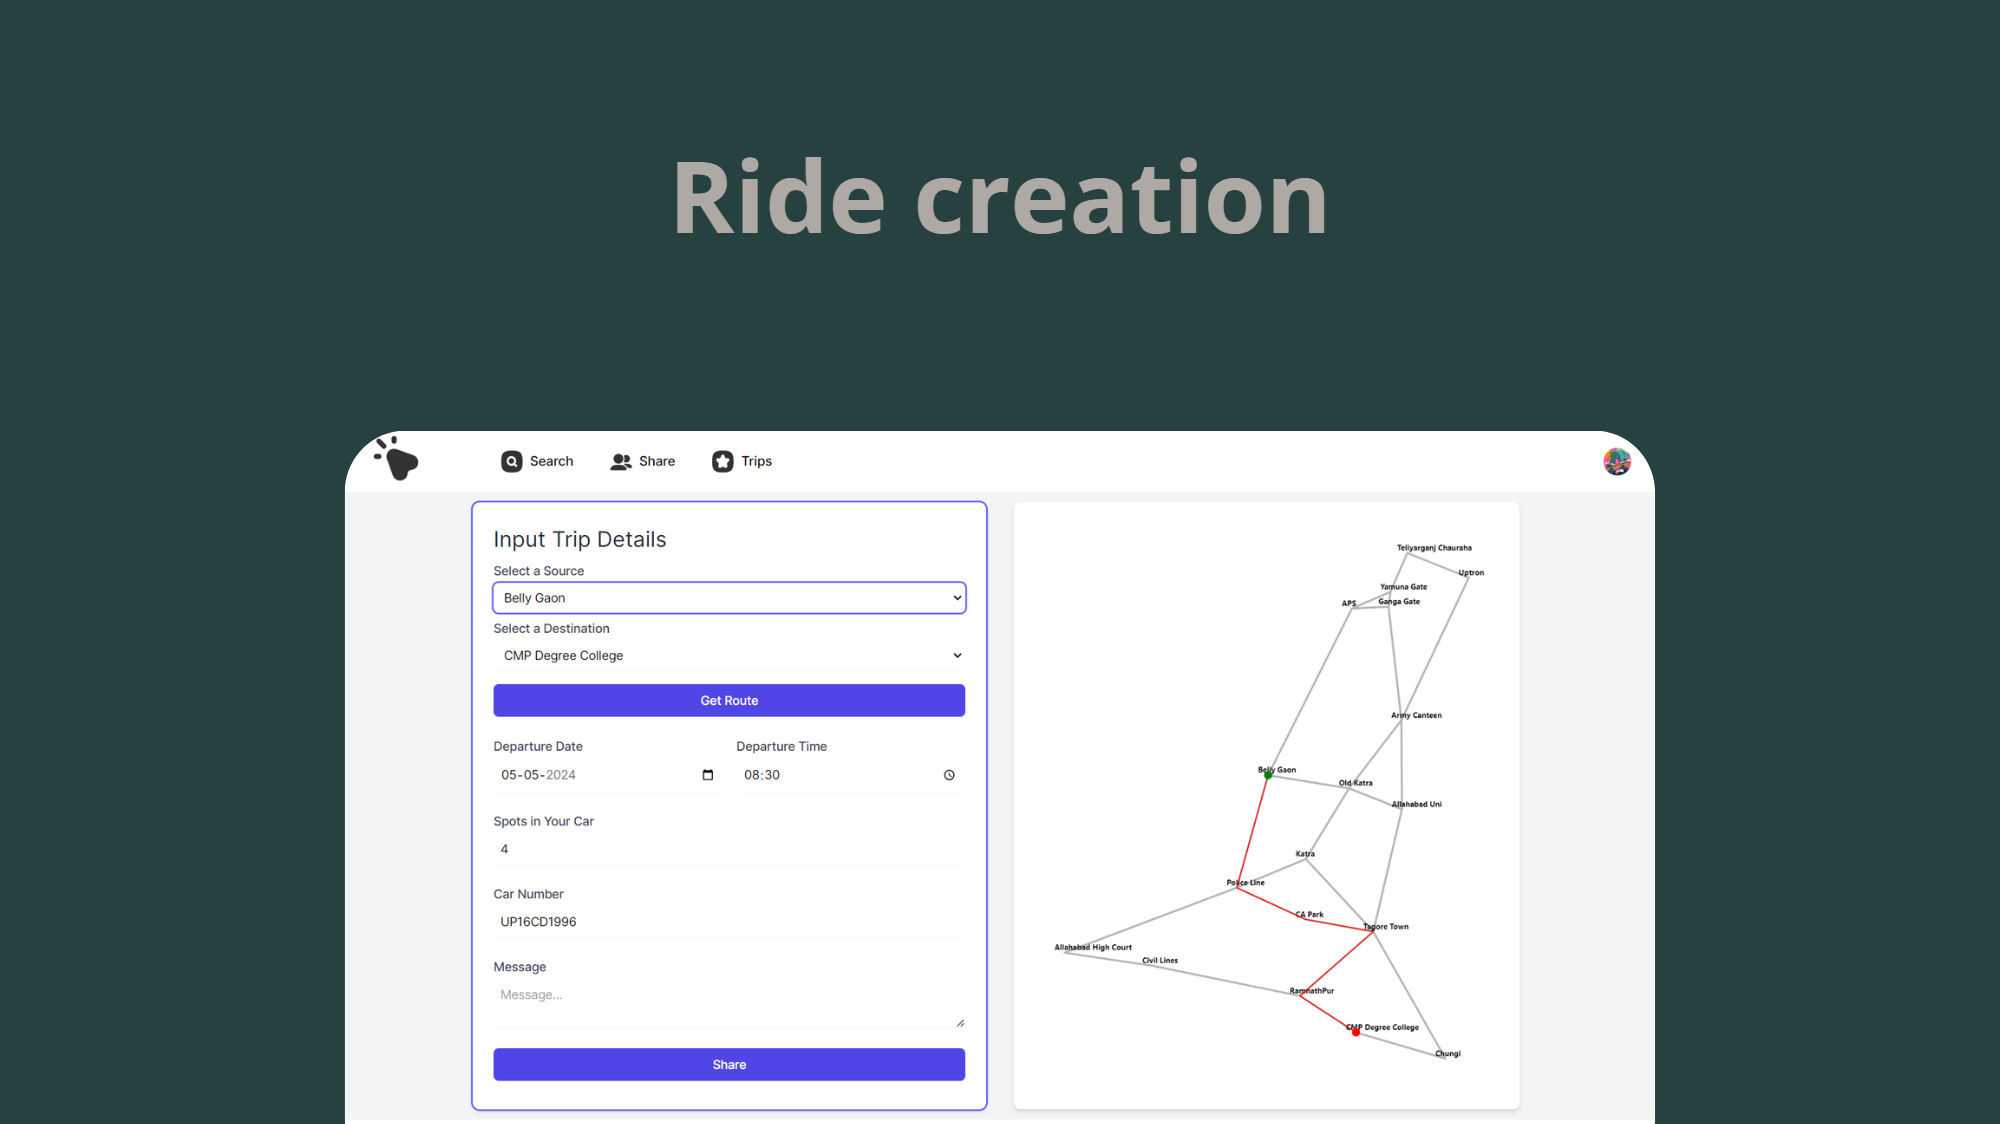 Ride creation
Search
Share
Trips
Input Trip Details
Select a Source
Belly Gaon
Select a Destination
CMP Degree College
Get Route
Departure Date
Departure Time
05-05-2024
08:30
Spots in Your Car
4
Car Number
UP16CD1996
Message
Message...
Share
Teliyarganj Chauraha
Uptron
Yamuna Gate
Ganga Gate
APS
Army Canteen
Belly Gaon
Old Katra
Allahabad Uni
Katra
Police Line
CA Park
Tagore Town
Allahabad High Court
Civil Lines
RamnathPur
CMP Degree College
Chungi